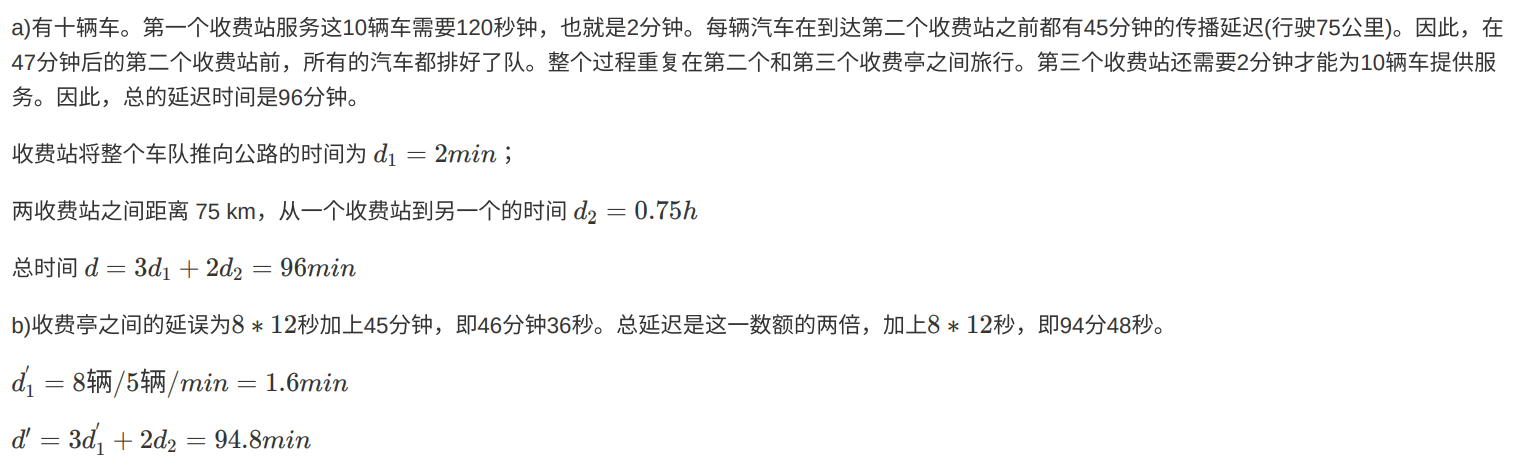 a)有十辆车。第一个收费站服务这10辆车需要120秒钟，也就是2分钟。每辆汽车在到达第二个收费站之前都有45分钟的传播延迟(行驶75公里)。因此，在
47分钟后的第二个收费站前，所有的汽车都排好了队。整个过程重复在第二个和第三个收费亭之间旅行。第三个收费站还需要2分钟才能为10辆车提供服
务。因此，总的延迟时间是96分钟。
收费站将整个车队推向公路的时间为 d₁ = 2min；
两收费站之间距离 75 km，从一个收费站到另一个的时间 d₂ = 0.75h
总时间 d = 3d₁ + 2d₂ = 96min
b)收费亭之间的延误为8 ∗ 12秒加上45分钟，即46分钟36秒。总延迟是这一数额的两倍，加上8 ∗ 12秒，即94分48秒。
d₁′ = 8辆/5辆/min = 1.6min
d′ = 3d₁′ + 2d₂ = 94.8min